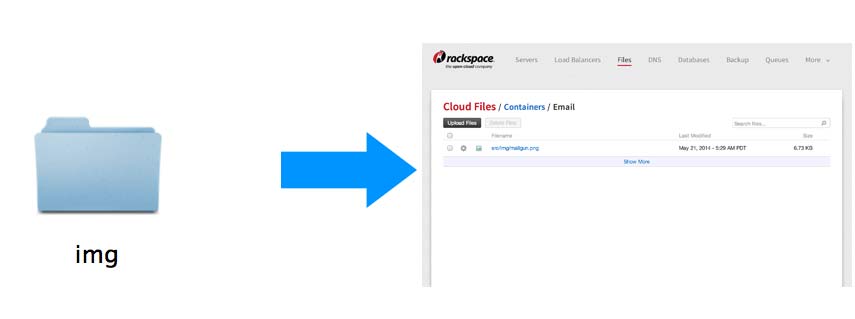 img
rackspace.
the open cloud company
Servers Load Balancers Files DNS Databases Backup Queues More
Cloud Files / Containers / Email
Upload Files Delete Files Search files...
Filename Last Modified Size
src/img/mailgun.png May 21, 2014 - 5:29 AM PDT 6.73 KG
Show More